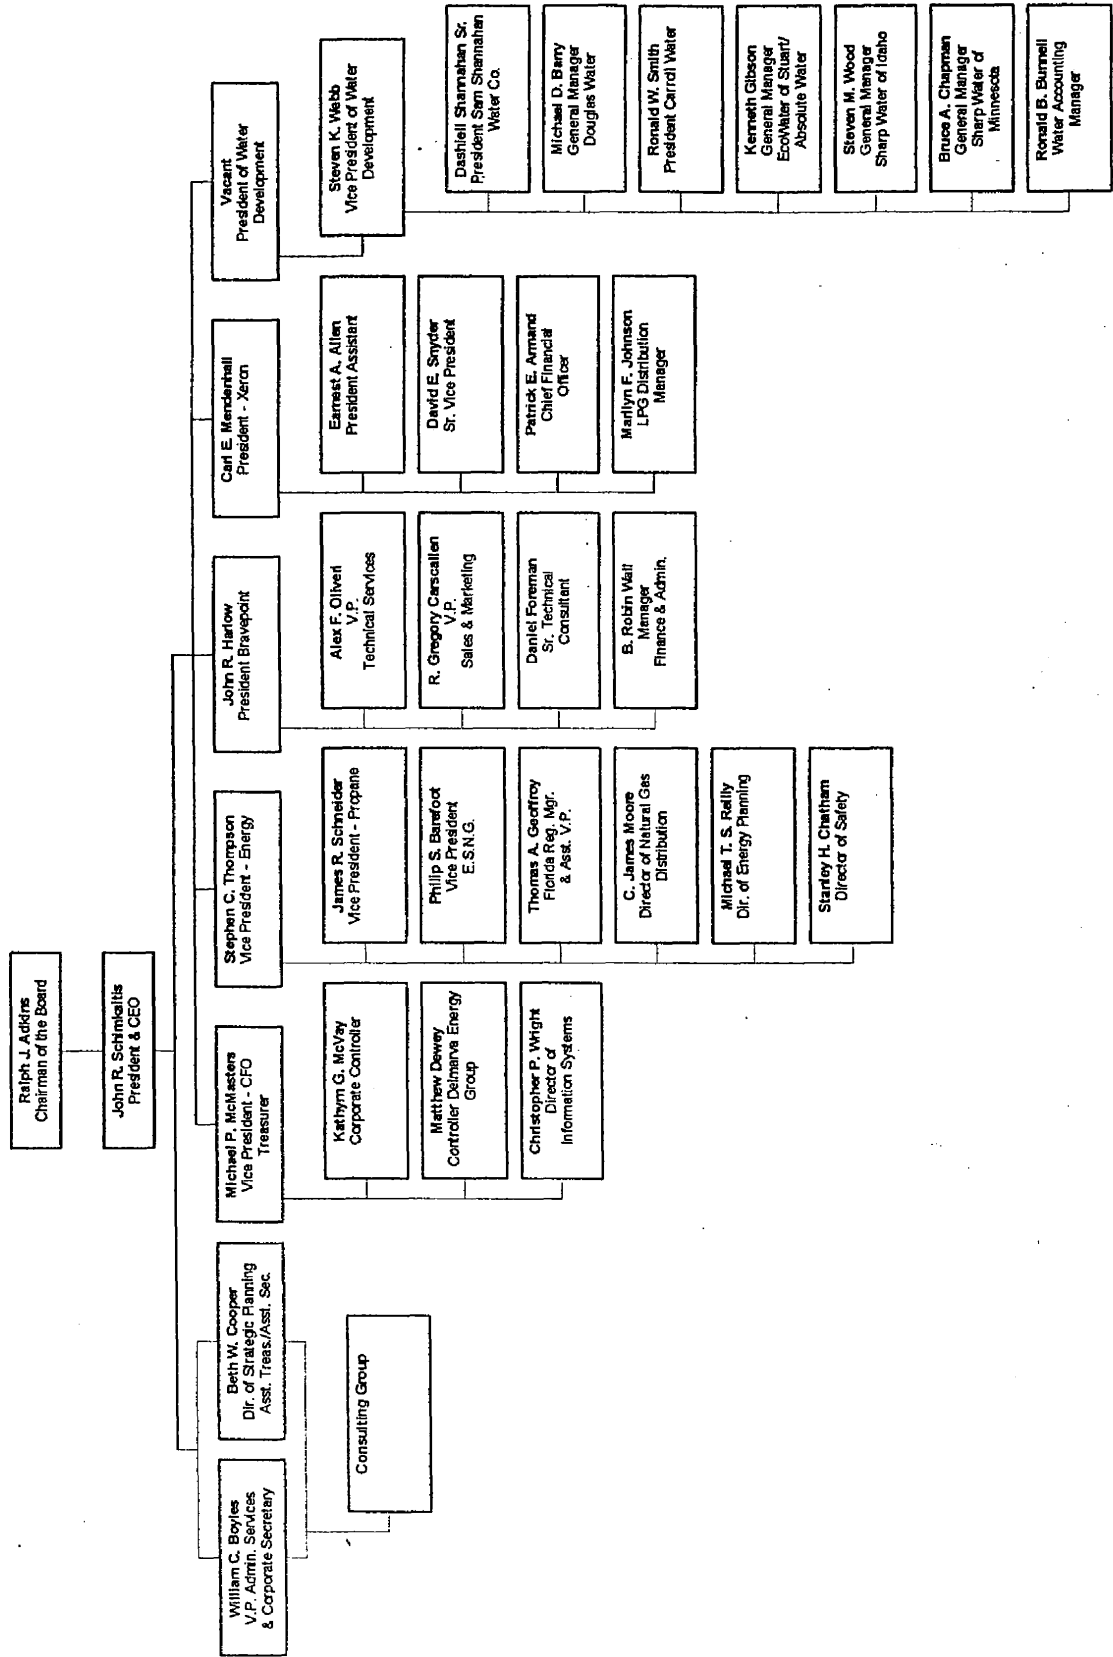 Ralph J. Adkins
Chairman of the Board
John R. Schimkaitis
President & CEO
William C. Boyles
V.P. Admin. Services
& Corporate Secretary
Beth W. Cooper
Dir. of Strategic Planning
Asst. Treas./Asst. Sec.
Consulting Group
Michael P. McMasters
Vice President - CFO
Treasurer
Kathym G. McVay
Corporate Controller
Matthew Dewey
Controller Delmarva Energy
Group
Christopher P. Wright
Director of
Information Systems
Stephen C. Thompson
Vice President - Energy
James R. Schneider
Vice President - Propane
Philip S. Barefoot
Vice President
E.S.N.G.
Thomas A. Geoffroy
Florida Reg. Mgr.
& Asst. V.P.
C. James Moore
Director of Natural Gas
Distribution
Michael T. S. Reilly
Dir. of Energy Planning
Stanley H. Chatham
Director of Safety
John R. Harlow
President Bravepoint
Alex F. Oliveri
V.P.
Technical Services
R. Gregory Carscallen
V.P.
Sales & Marketing
Daniel Foreman
Sr. Technical
Consultant
B. Robin Watt
Manager
Finance & Admin.
Carl E. Mendenhall
President - Xeron
Earnest A. Allen
President Assistant
David E. Snyder
Sr. Vice President
Patrick E. Armand
Chief Financial
Officer
Marilyn F. Johnson
LPG Distribution
Manager
Vacant
President of Water
Development
Steven K. Webb
Vice President of Water
Development
Dashiell Shannahan Sr.
President Sam Shannahan
Water Co.
Michael D. Barry
General Manager
Douglas Water
Ronald W. Smith
President Carroll Water
Kenneth Gibson
General Manager
EcoWater of Stuart/
Absolute Water
Steven M. Wood
General Manager
Sharp Water of Idaho
Bruce A. Chapman
General Manager
Sharp Water of
Minnesota
Ronald B. Bunnell
Water Accounting
Manager